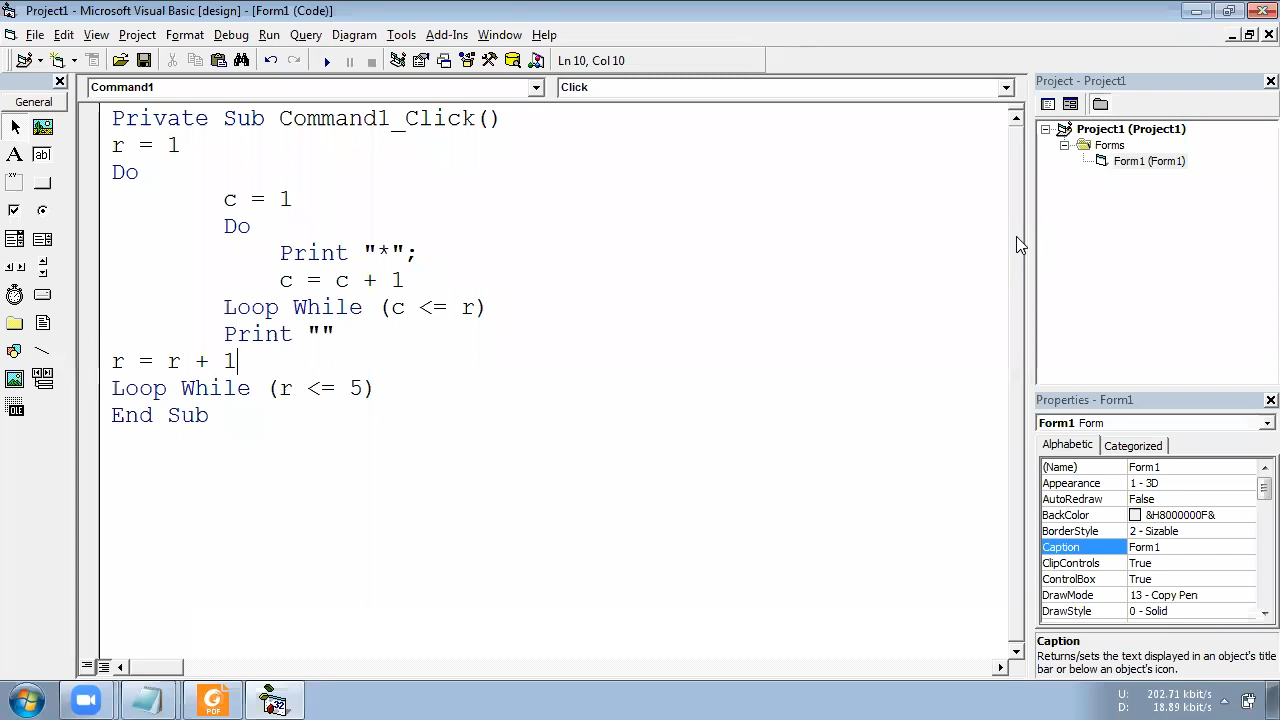 Project1 - Microsoft Visual Basic [design] - [Form1 (Code)]
File Edit View Project Format Debug Run Query Diagram Tools Add-Ins Window Help
Ln 10, Col 10
General
Command1
Click
Private Sub Command1_Click()
r = 1
Do
c = 1
Do
Print "*";
c = c + 1
Loop While (c <= r)
Print ""
r = r + 1
Loop While (r <= 5)
End Sub
A
ab|
OLE
Project - Project1
Project1 (Project1)
Forms
Form1 (Form1)
Properties - Form1
Form1 Form
Alphabetic Categorized
(Name) Form1
Appearance 1 - 3D
AutoRedraw False
BackColor &H8000000F&
BorderStyle 2 - Sizable
Caption Form1
ClipControls True
ControlBox True
DrawMode 13 - Copy Pen
DrawStyle 0 - Solid
Caption
Returns/sets the text displayed in an object's title
bar or below an object's icon.
32
U: 202.71 kbit/s
D: 18.89 kbit/s